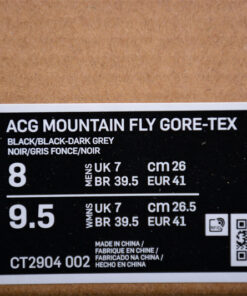 ACG MOUNTAIN FLY GORE-TEX
BLACK/BLACK-DARK GREY
NOIR/GRIS FONCE/NOIR
8 MENS UK 7 CM 26
BR 39.5 EUR 41
9.5 WMNS UK 7 CM 26.5
BR 39.5 EUR 41
CT2904 002
MADE IN CHINA /
FABRIQUE EN CHINE /
FABRICADO NA CHINA /
HECHO EN CHINA